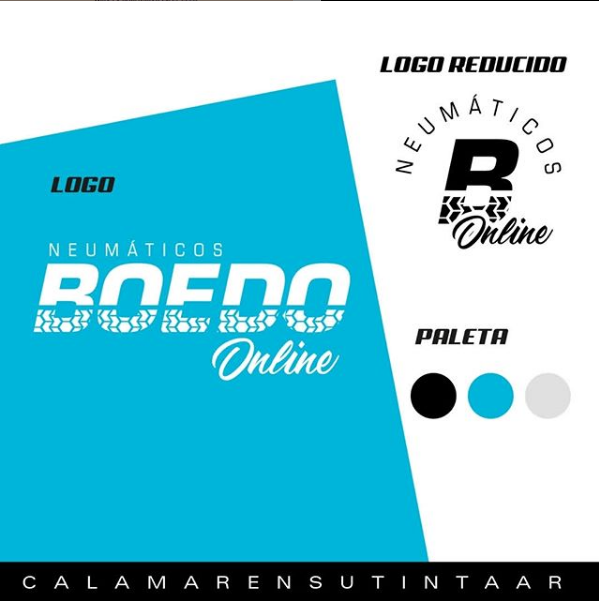 LOGO REDUCIDO
NEUMÁTICOS
B
Online
LOGO
NEUMÁTICOS
BOEDO
Online
PALETA
CALAMARENSUTINTAAR